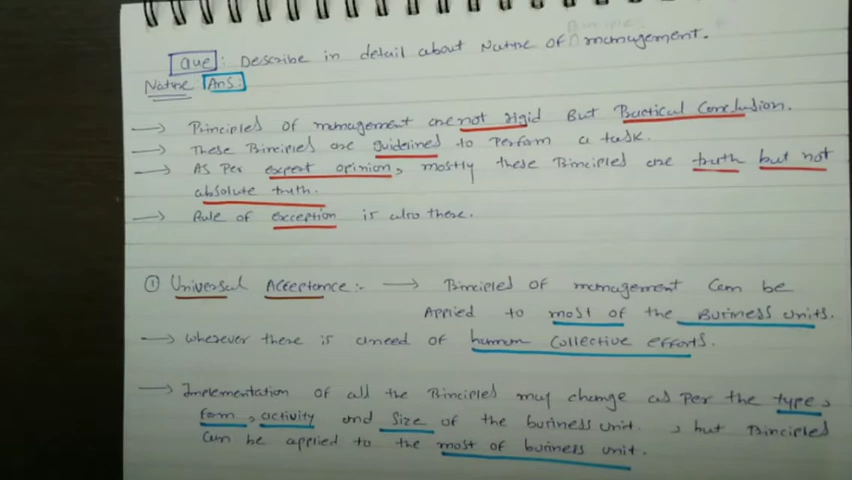 Que: Describe in detail about Nature of management.
Nature Ans:
→ Principles of management are not rigid But Practical Conclusion.
→ These Principles are guidelined to perform a task.
→ As Per expert opinion, mostly these Principles are truth but not
absolute truth.
→ Rule of exception is also there.
① Universal Acceptance:- → Principles of management Can be
Applied to most of the Business units.
→ wherever there is a need of human Collective efforts.
→ Implementation of all the Principles may change as per the type,
form, activity and Size of the business unit. , but Principles
Can be applied to the most of business unit.